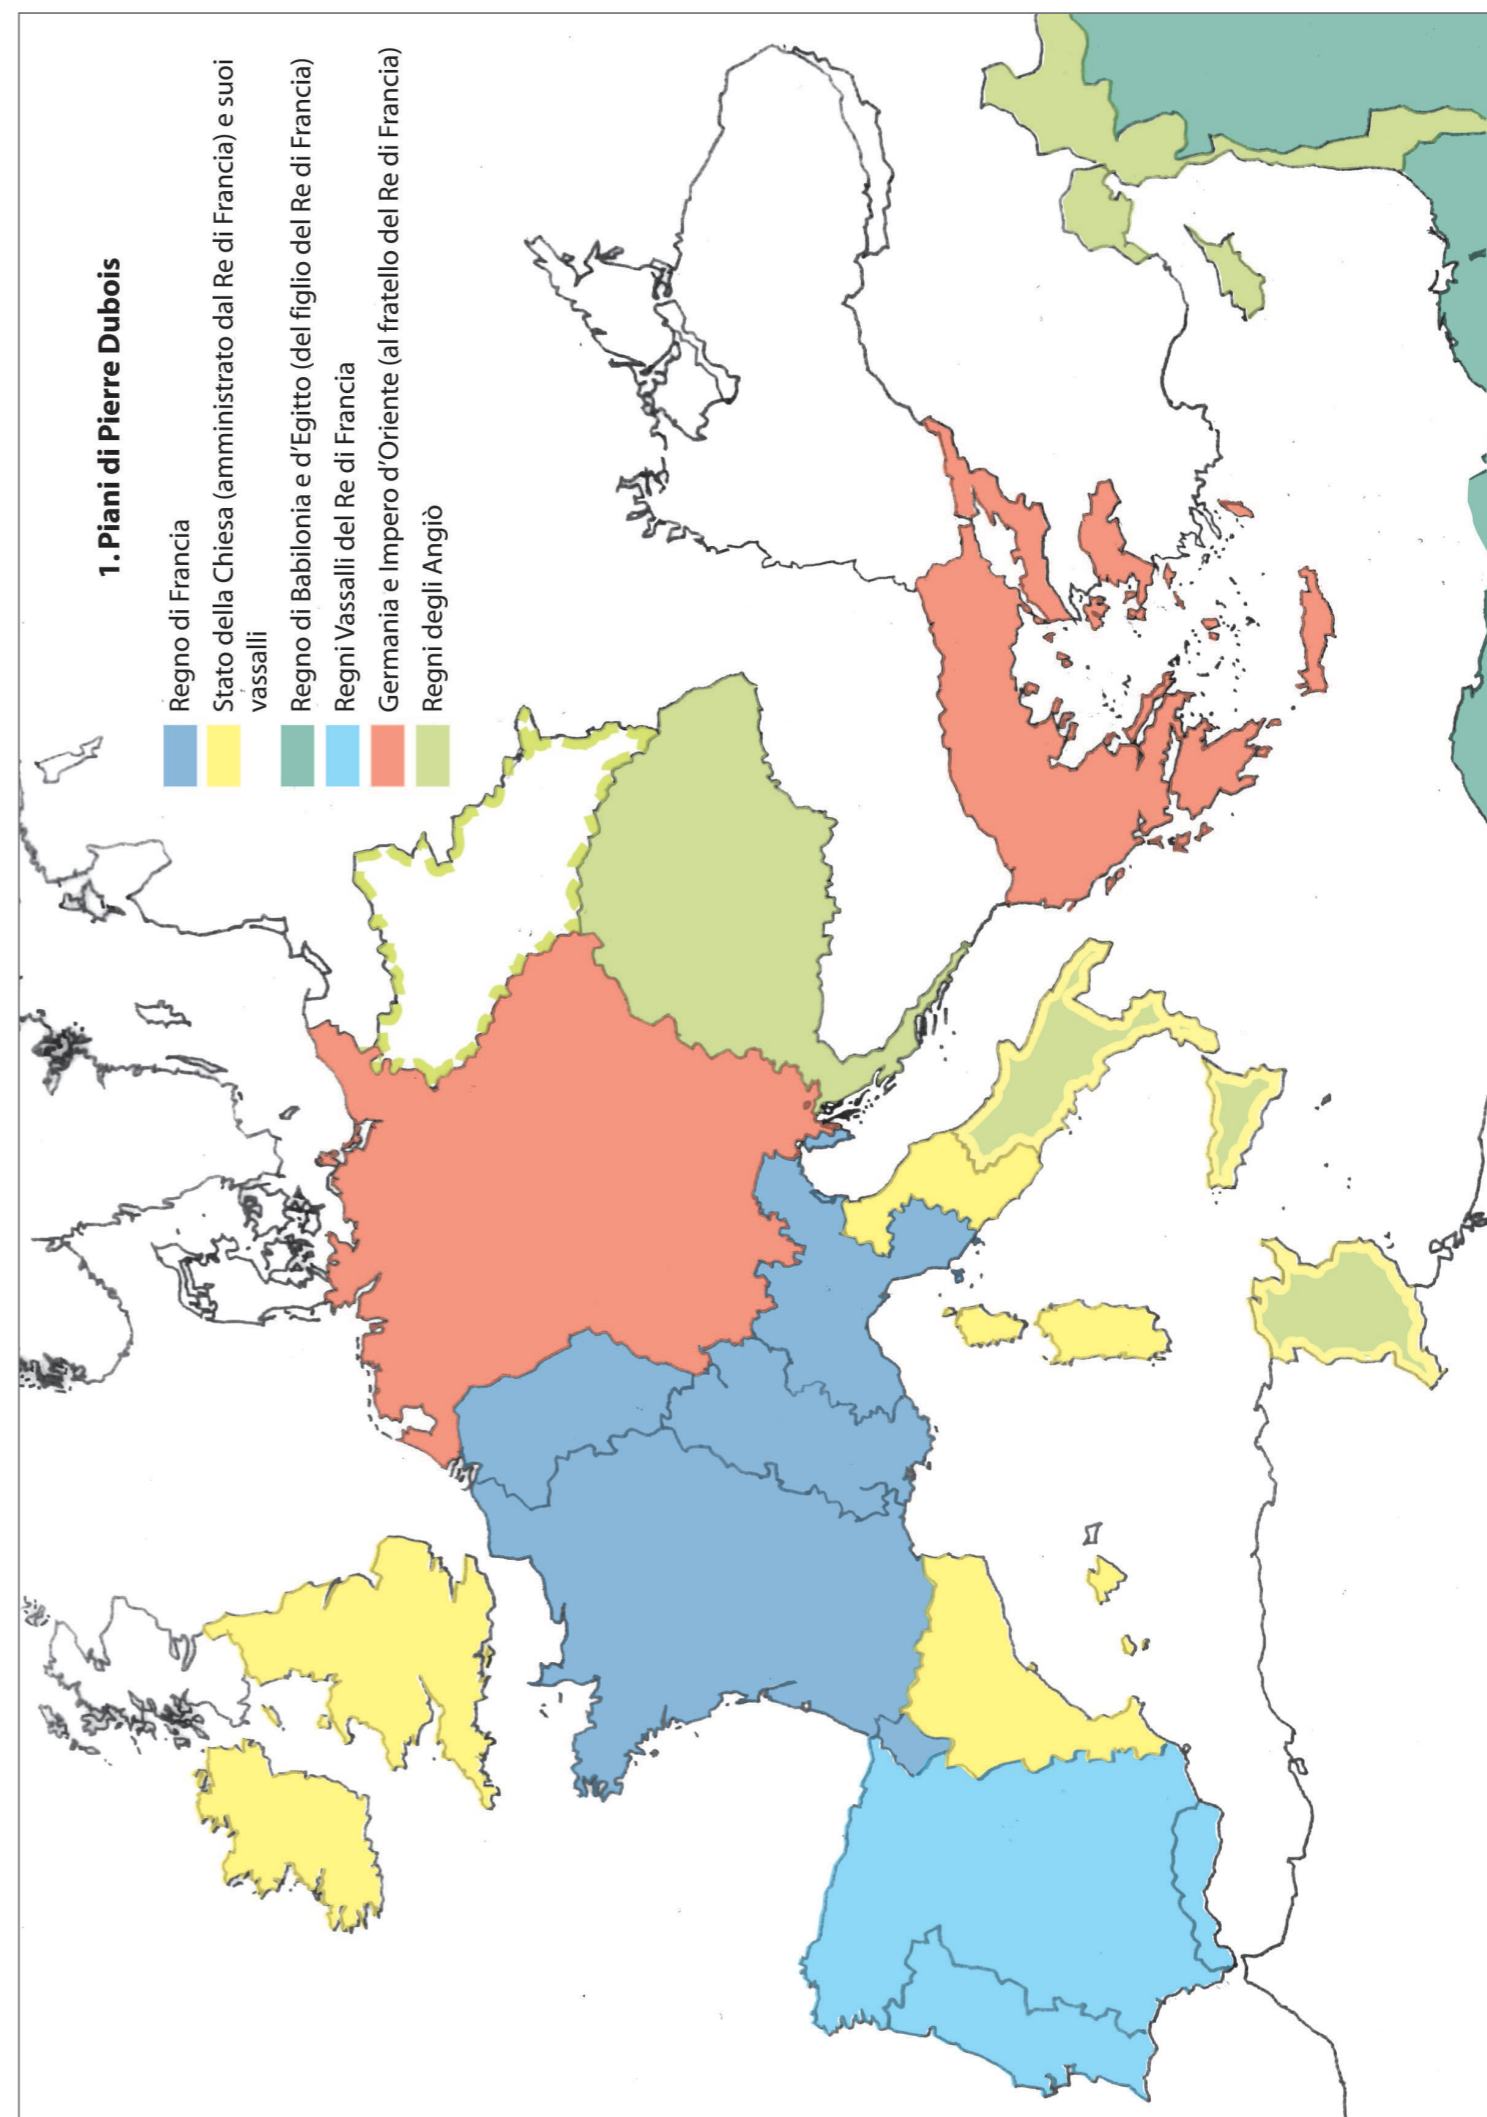 1. Piani di Pierre Dubois
Regno di Francia
Stato della Chiesa (amministrato dal Re di Francia) e suoi
vassalli
Regno di Babilonia e d'Egitto (del figlio del Re di Francia)
Regni Vassalli del Re di Francia
Germania e Impero d'Oriente (al fratello del Re di Francia)
Regni degli Angiò